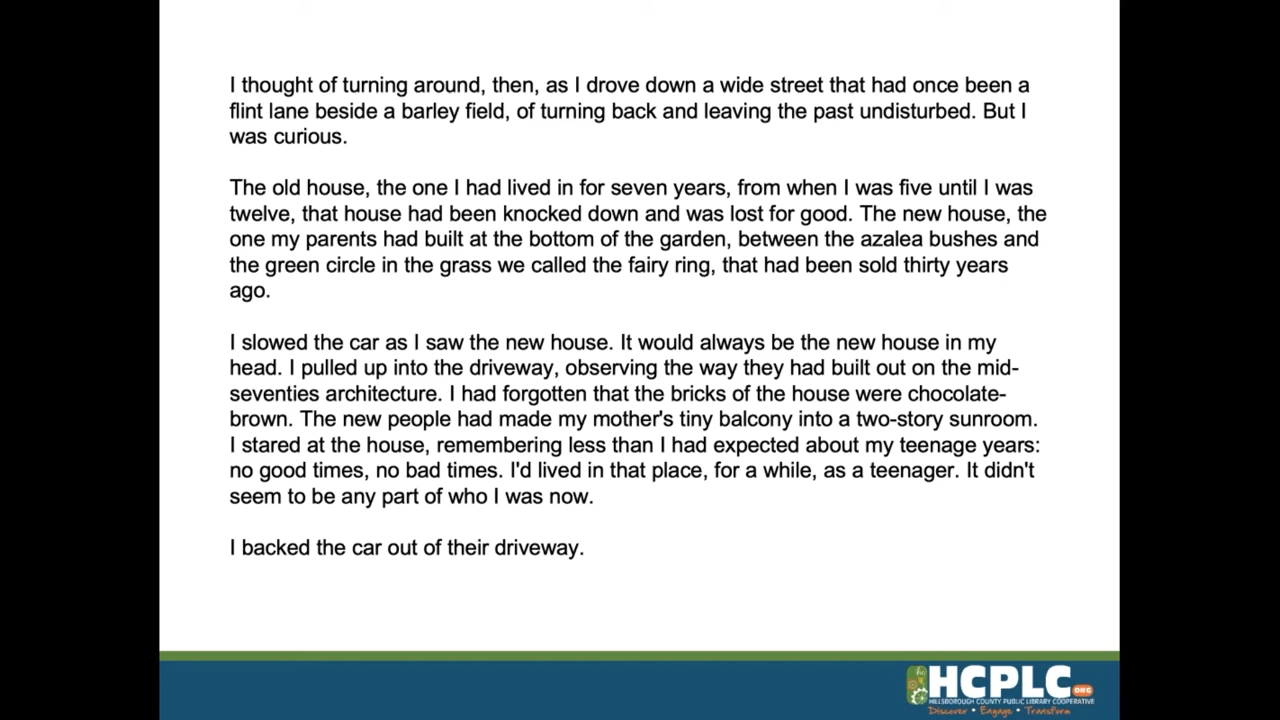 I thought of turning around, then, as I drove down a wide street that had once been a
flint lane beside a barley field, of turning back and leaving the past undisturbed. But I
was curious.
The old house, the one I had lived in for seven years, from when I was five until I was
twelve, that house had been knocked down and was lost for good. The new house, the
one my parents had built at the bottom of the garden, between the azalea bushes and
the green circle in the grass we called the fairy ring, that had been sold thirty years
ago.
I slowed the car as I saw the new house. It would always be the new house in my
head. I pulled up into the driveway, observing the way they had built out on the mid-
seventies architecture. I had forgotten that the bricks of the house were chocolate-
brown. The new people had made my mother's tiny balcony into a two-story sunroom.
I stared at the house, remembering less than I had expected about my teenage years:
no good times, no bad times. I'd lived in that place, for a while, as a teenager. It didn't
seem to be any part of who I was now.
I backed the car out of their driveway.
HCPLC.ORG
HILLSBOROUGH COUNTY PUBLIC LIBRARY COOPERATIVE
Discover • Engage • Transform